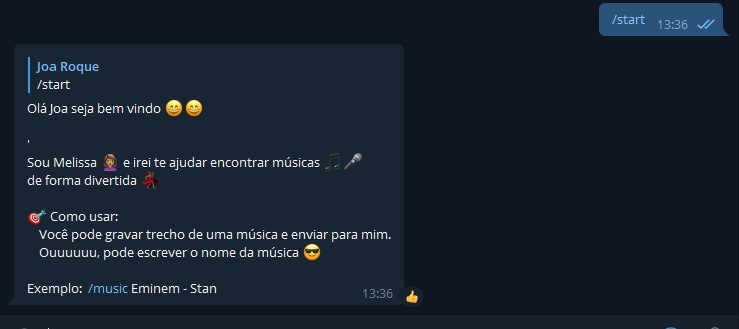 /start
13:36
Joa Roque
/start
Olá Joa seja bem vindo 😄😄
,
Sou Melissa 💆🏽‍♀️ e irei te ajudar encontrar músicas 🎵🎤
de forma divertida 💃🏽
🎯 Como usar:
Você pode gravar trecho de uma música e enviar para mim.
Ouuuuuu, pode escrever o nome da música 😎
Exemplo: /music Eminem - Stan
13:36 👍